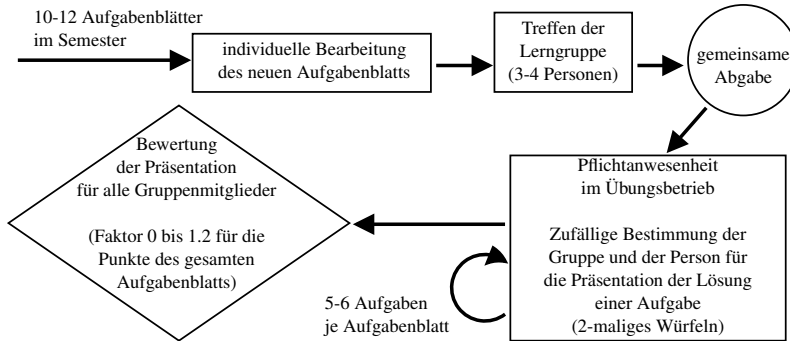 10-12 Aufgabenblätter
im Semester
individuelle Bearbeitung
des neuen Aufgabenblatts
Treffen der
Lerngruppe
(3-4 Personen)
gemeinsame
Abgabe
Pflichtanwesenheit
im Übungsbetrieb
Zufällige Bestimmung der
Gruppe und der Person für
die Präsentation der Lösung
einer Aufgabe
(2-maliges Würfeln)
5-6 Aufgaben
je Aufgabenblatt
Bewertung
der Präsentation
für alle Gruppenmitglieder
(Faktor 0 bis 1.2 für die
Punkte des gesamten
Aufgabenblatts)